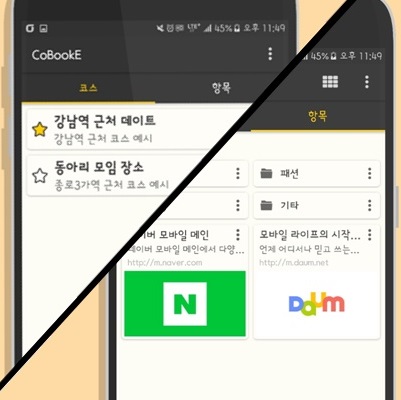 45% 오후 11:49
CoBookE
코스
항목
강남역 근처 데이트
강남역 근처 코스 예시
동아리 모임 장소
종로3가역 근처 코스 예시
45% 오후 11:49
항목
패션
기타
이버 모바일 메인
네이버 모바일 메인에서 다양...
http://m.naver.com
N
모바일 라이프의 시작...
언제 어디서나 믿고 쓰는...
http://m.daum.net
Daum